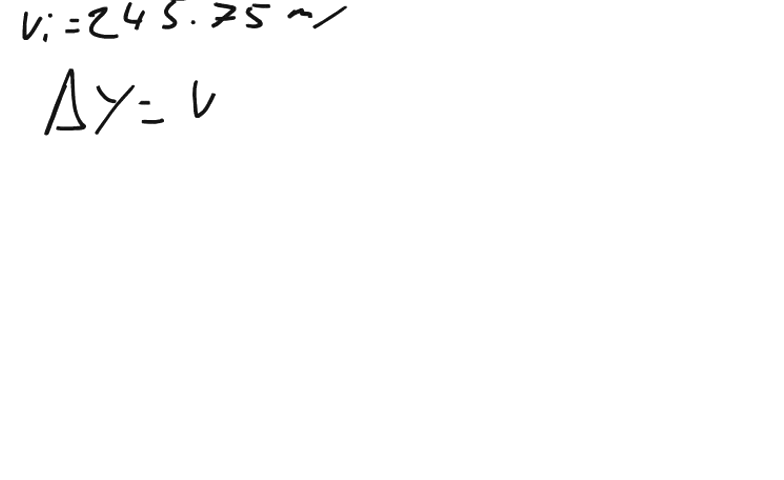 vi = 245.75 m/
Δy = v